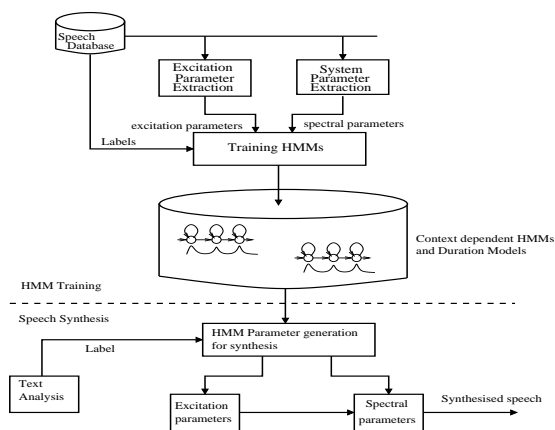 Speech
Database
Excitation
Parameter
Extraction
System
Parameter
Extraction
excitation parameters
spectral parameters
Labels
Training HMMs
Context dependent HMMs
and Duration Models
HMM Training
Speech Synthesis
HMM Parameter generation
for synthesis
Label
Text
Analysis
Excitation
parameters
Spectral
parameters
Synthesised speech